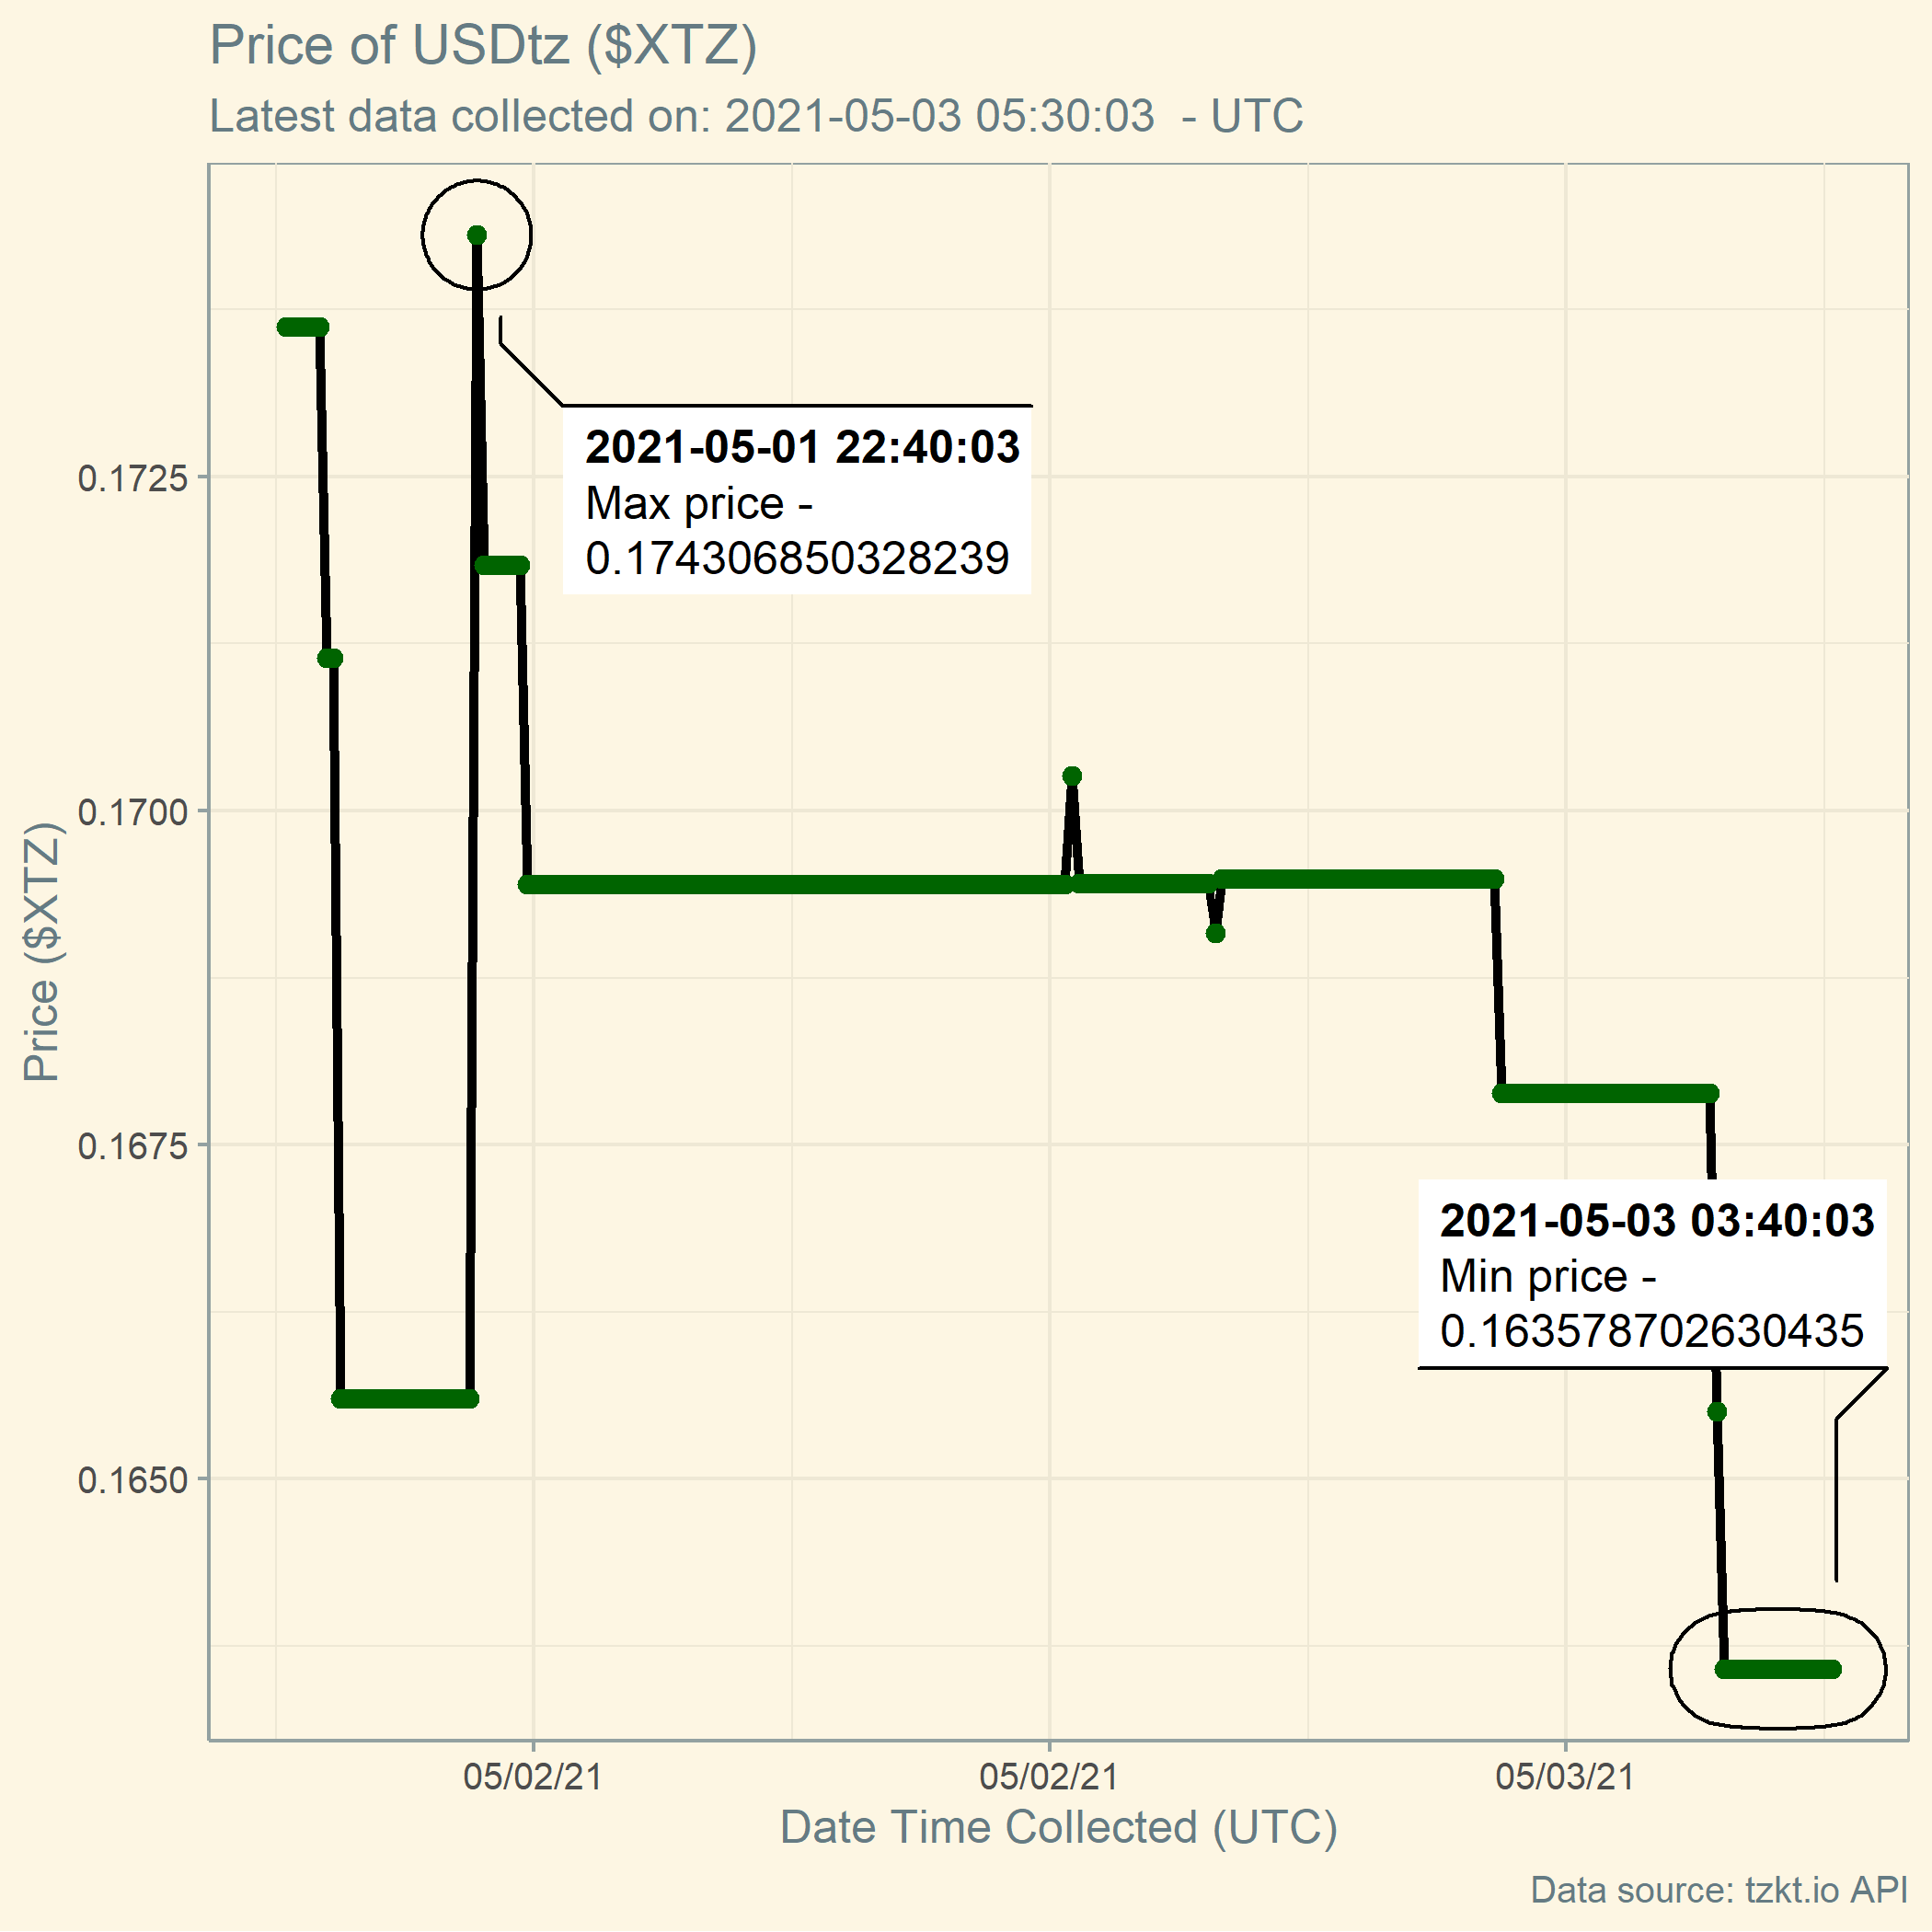 Price of USDtz ($XTZ)
Latest data collected on: 2021-05-03 05:30:03  - UTC
2021-05-01 22:40:03
Max price -
0.174306850328239
0.1725
0.1700
0.1675
0.1650
Price ($XTZ)
2021-05-03 03:40:03
Min price -
0.163578702630435
05/02/21
05/02/21
05/03/21
Date Time Collected (UTC)
Data source: tzkt.io API